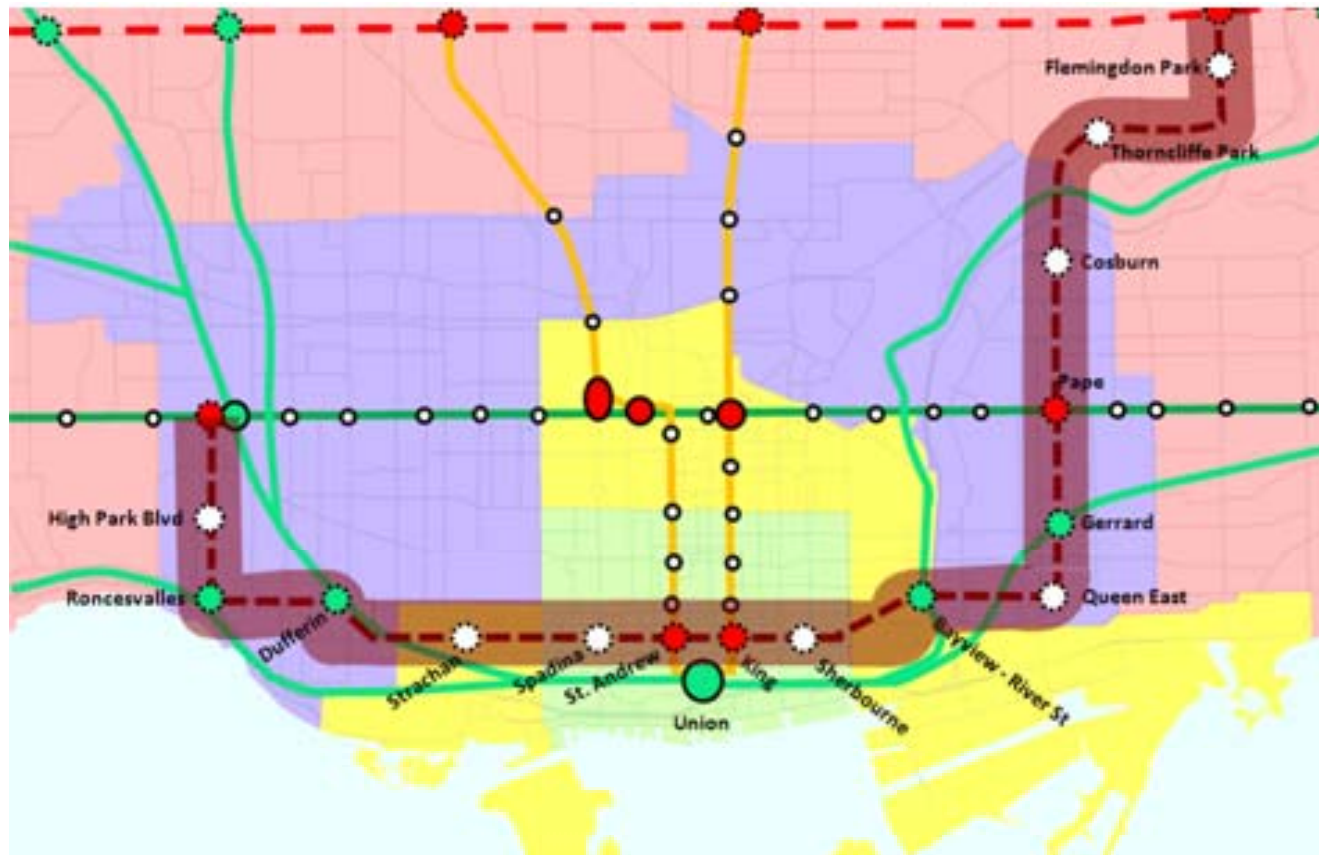 Flemingdon Park
Thorncliffe Park
Cosburn
Pape
High Park Blvd
Gerrard
Roncesvalles
Queen East
Dufferin
Strachan
Spadina
St. Andrew
King
Sherbourne
Bayview - River St
Union